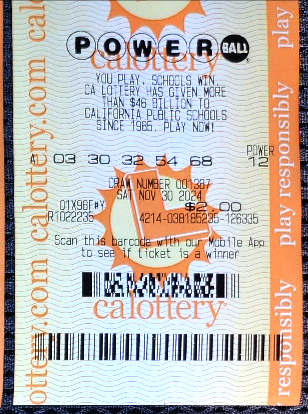 POWERBALL
calottery
YOU PLAY, SCHOOLS WIN.
CA LOTTERY HAS GIVEN MORE
THAN $46 BILLION TO
CALIFORNIA PUBLIC SCHOOLS
SINCE 1985. PLAY NOW!
POWER
03 30 32 54 68 12
DRAW NUMBER 001387
SAT NOV 30 2024
$2.00
R1022235 4214-038185235-126335
Scan this barcode with our Mobile App
to see if ticket is a winner
calottery
calottery.com
play responsibly
play
responsibly